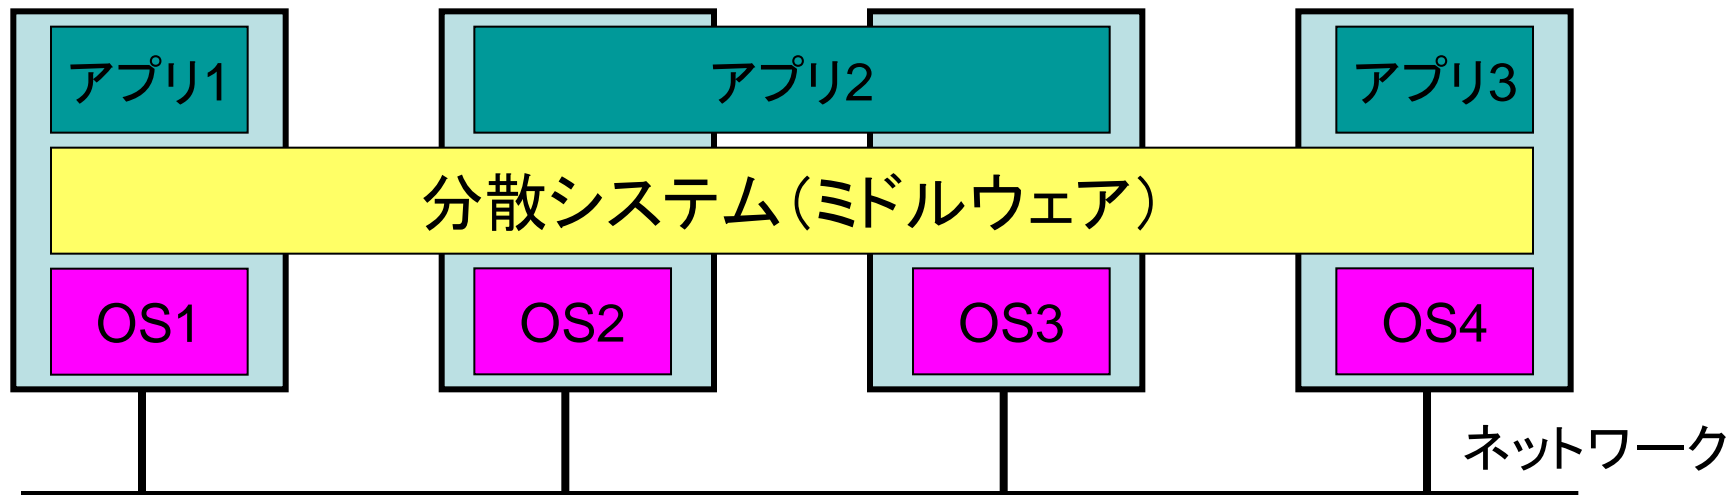 アプリ1
アプリ2
アプリ3
分散システム（ミドルウェア）
OS1
OS2
OS3
OS4
ネットワーク